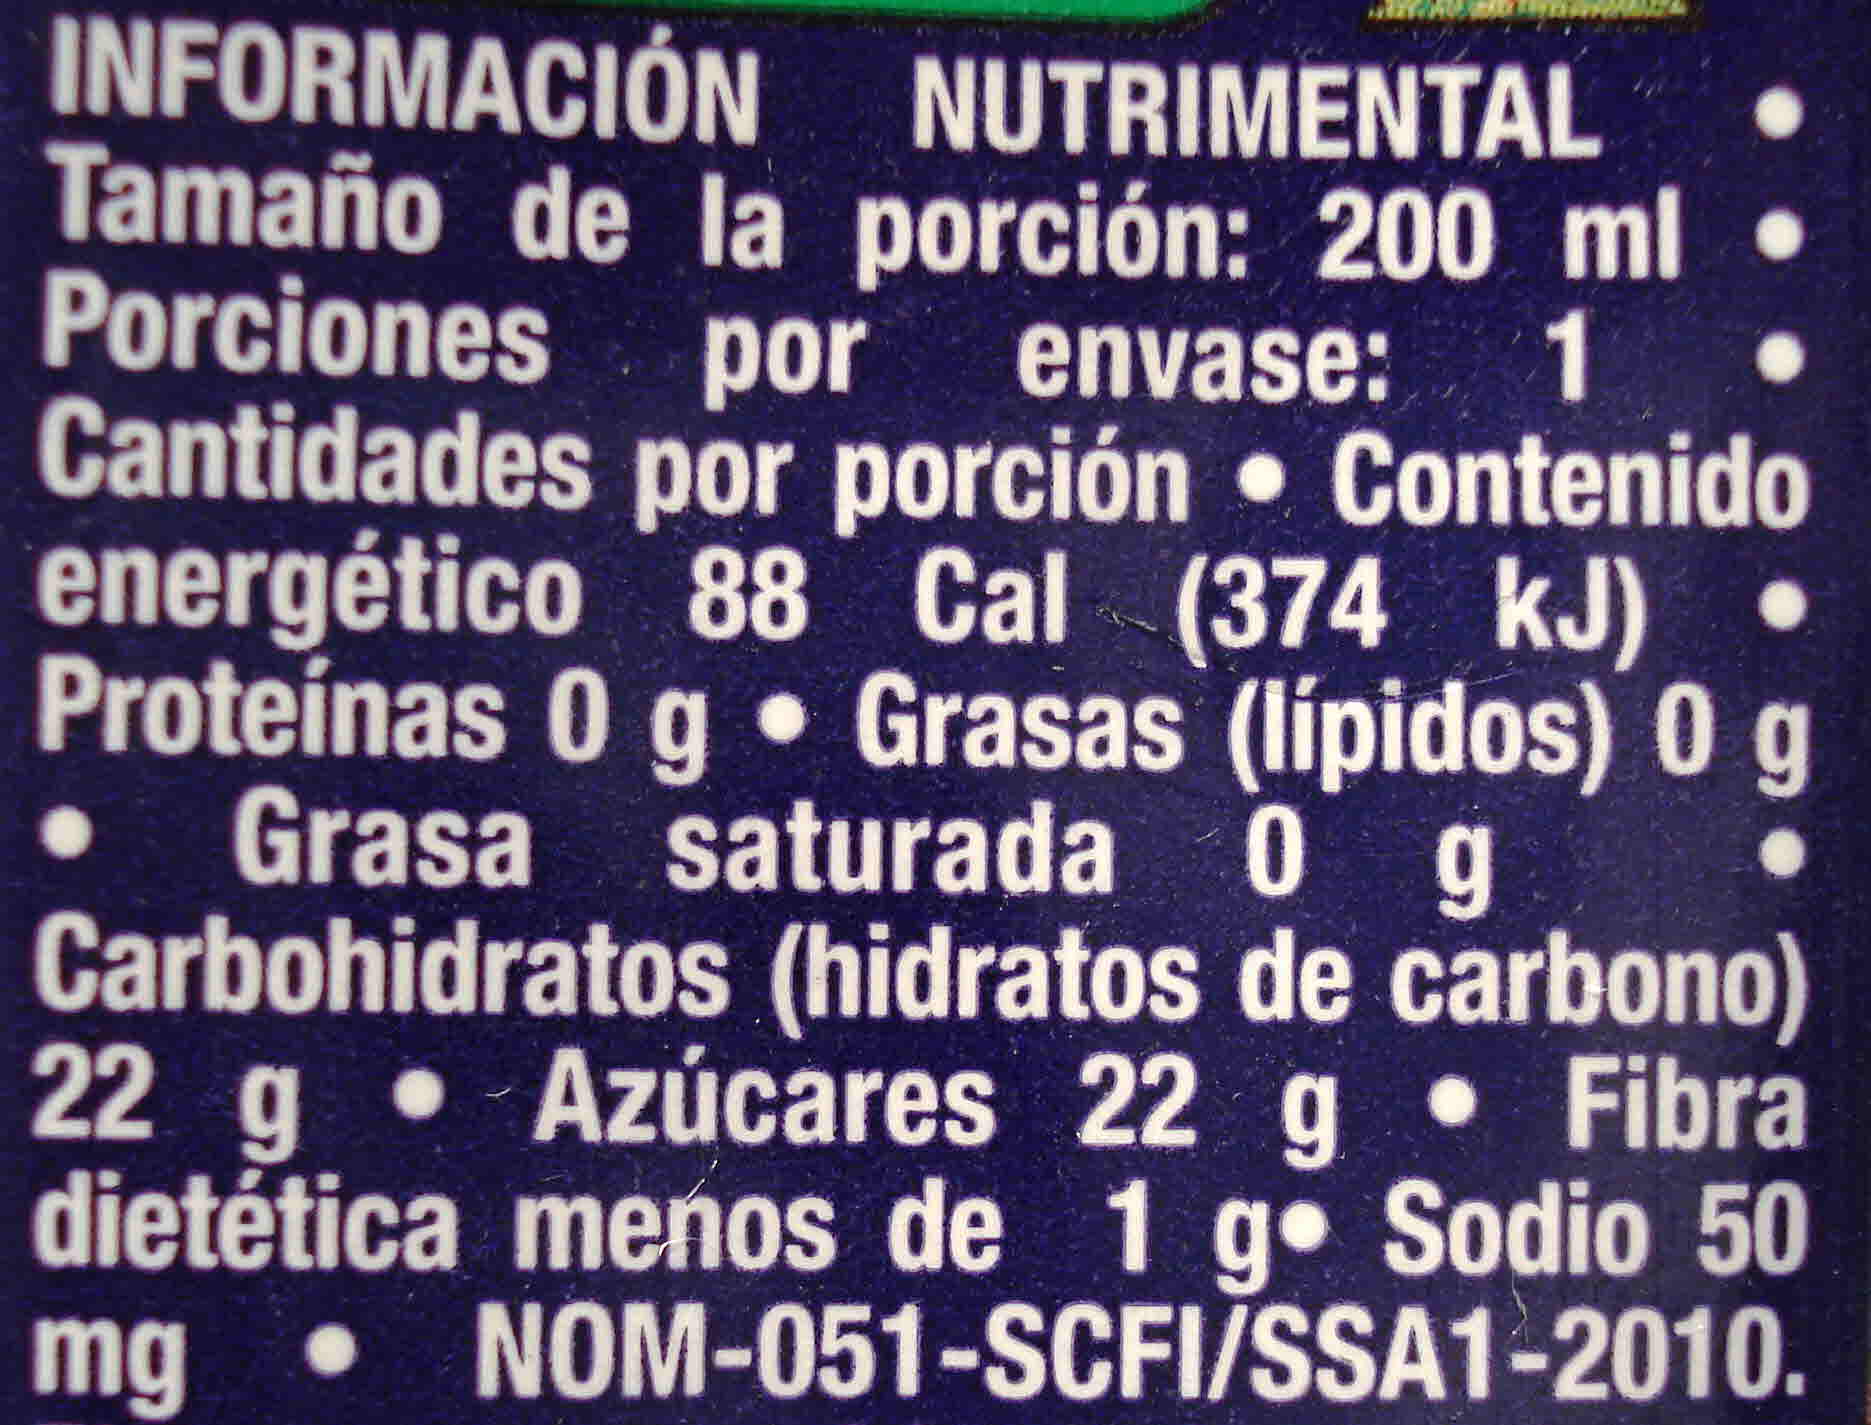 INFORMACIÓN NUTRIMENTAL •
Tamaño de la porción: 200 ml •
Porciones por envase: 1 •
Cantidades por porción • Contenido
energético 88 Cal (374 kJ) •
Proteínas 0 g • Grasas (lípidos) 0 g
• Grasa saturada 0 g •
Carbohidratos (hidratos de carbono)
22 g • Azúcares 22 g • Fibra
dietética menos de 1 g• Sodio 50
mg • NOM-051-SCFI/SSA1-2010.